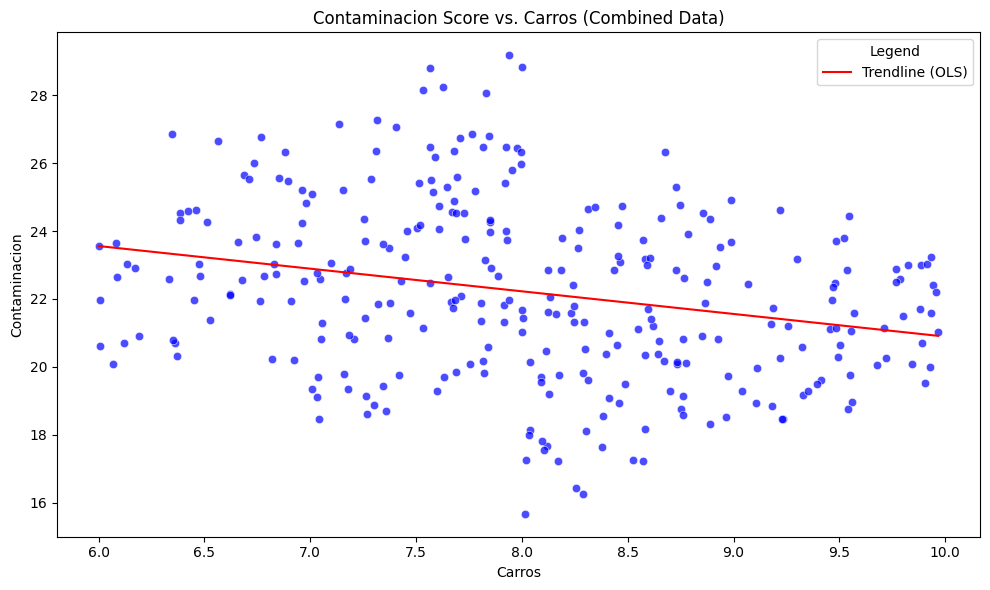 Contaminacion Score vs. Carros (Combined Data)
Legend
Trendline (OLS)
Contaminacion
28
26
24
22
20
18
16
6.0 6.5 7.0 7.5 8.0 8.5 9.0 9.5 10.0
Carros